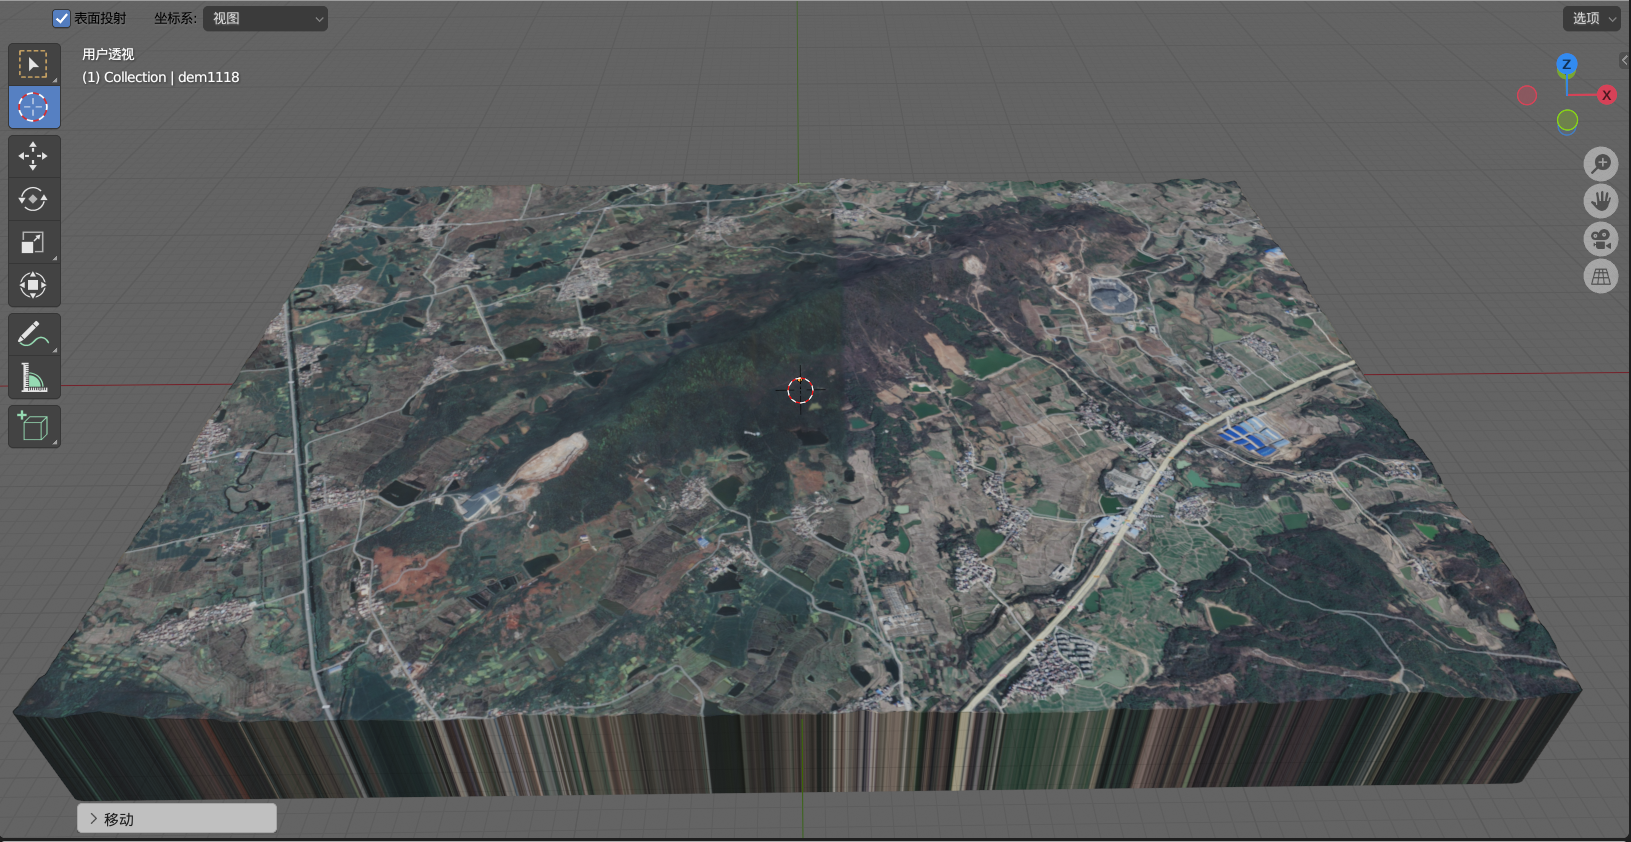 表面投射 坐标系: 视图 选项
用户透视
(1) Collection | dem1118
Z
X
移动